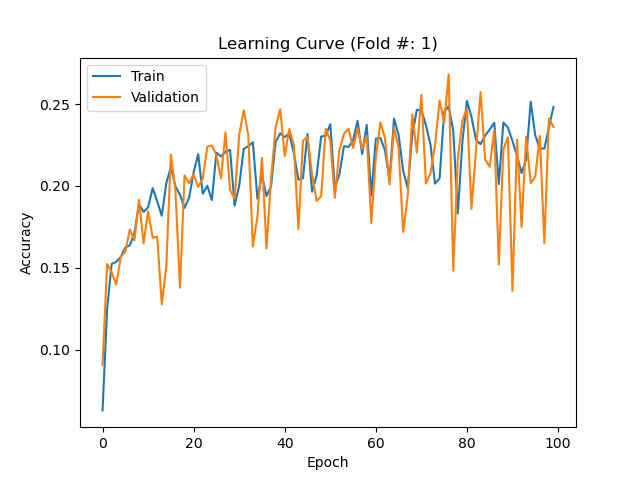 Learning Curve (Fold #: 1)
Train
Validation
0.25
0.20
0.15
0.10
Accuracy
0 20 40 60 80 100
Epoch